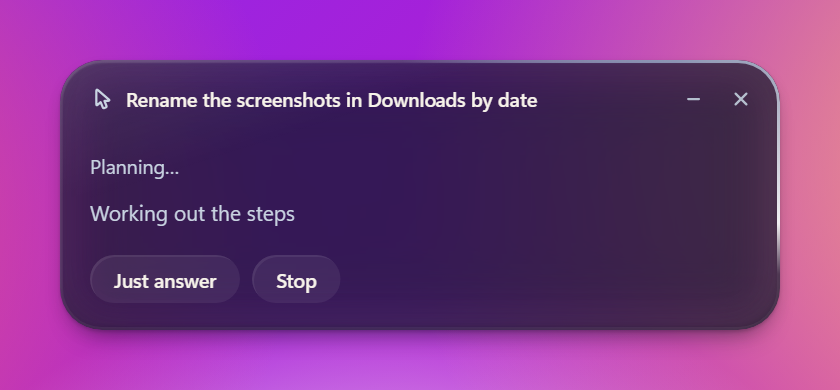 Rename the screenshots in Downloads by date
Planning...
Working out the steps
Just answer
Stop